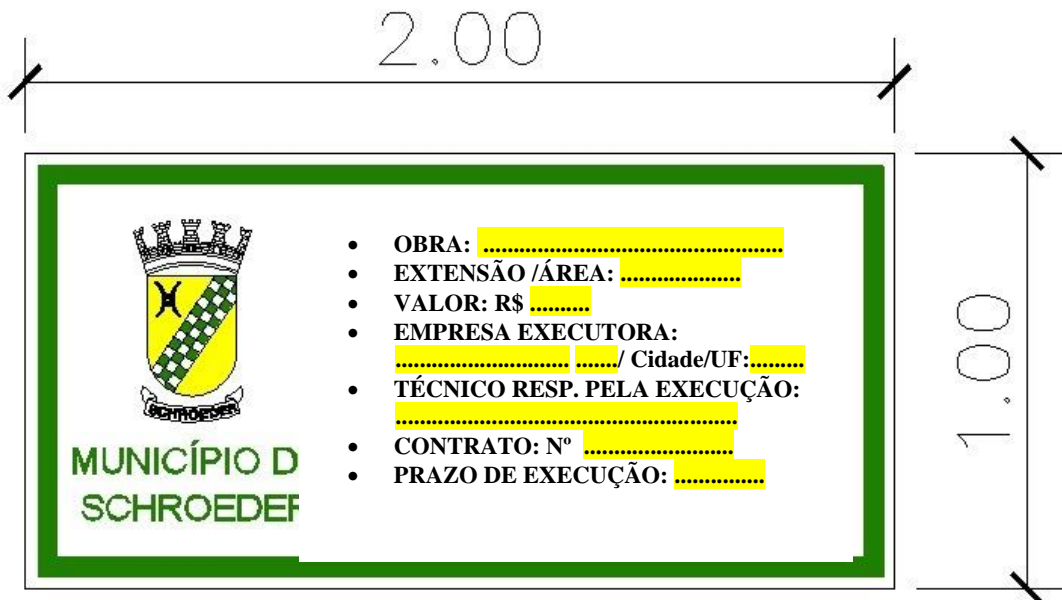 2.00
• OBRA: ..................................................
• EXTENSÃO /ÁREA: ....................
• VALOR: R$ ..........
• EMPRESA EXECUTORA:
............................. ......./ Cidade/UF:.........
• TÉCNICO RESP. PELA EXECUÇÃO:
.........................................................
• CONTRATO: Nº .........................
• PRAZO DE EXECUÇÃO: ...............
SCHROEDER
MUNICÍPIO D
SCHROEDER
1.00